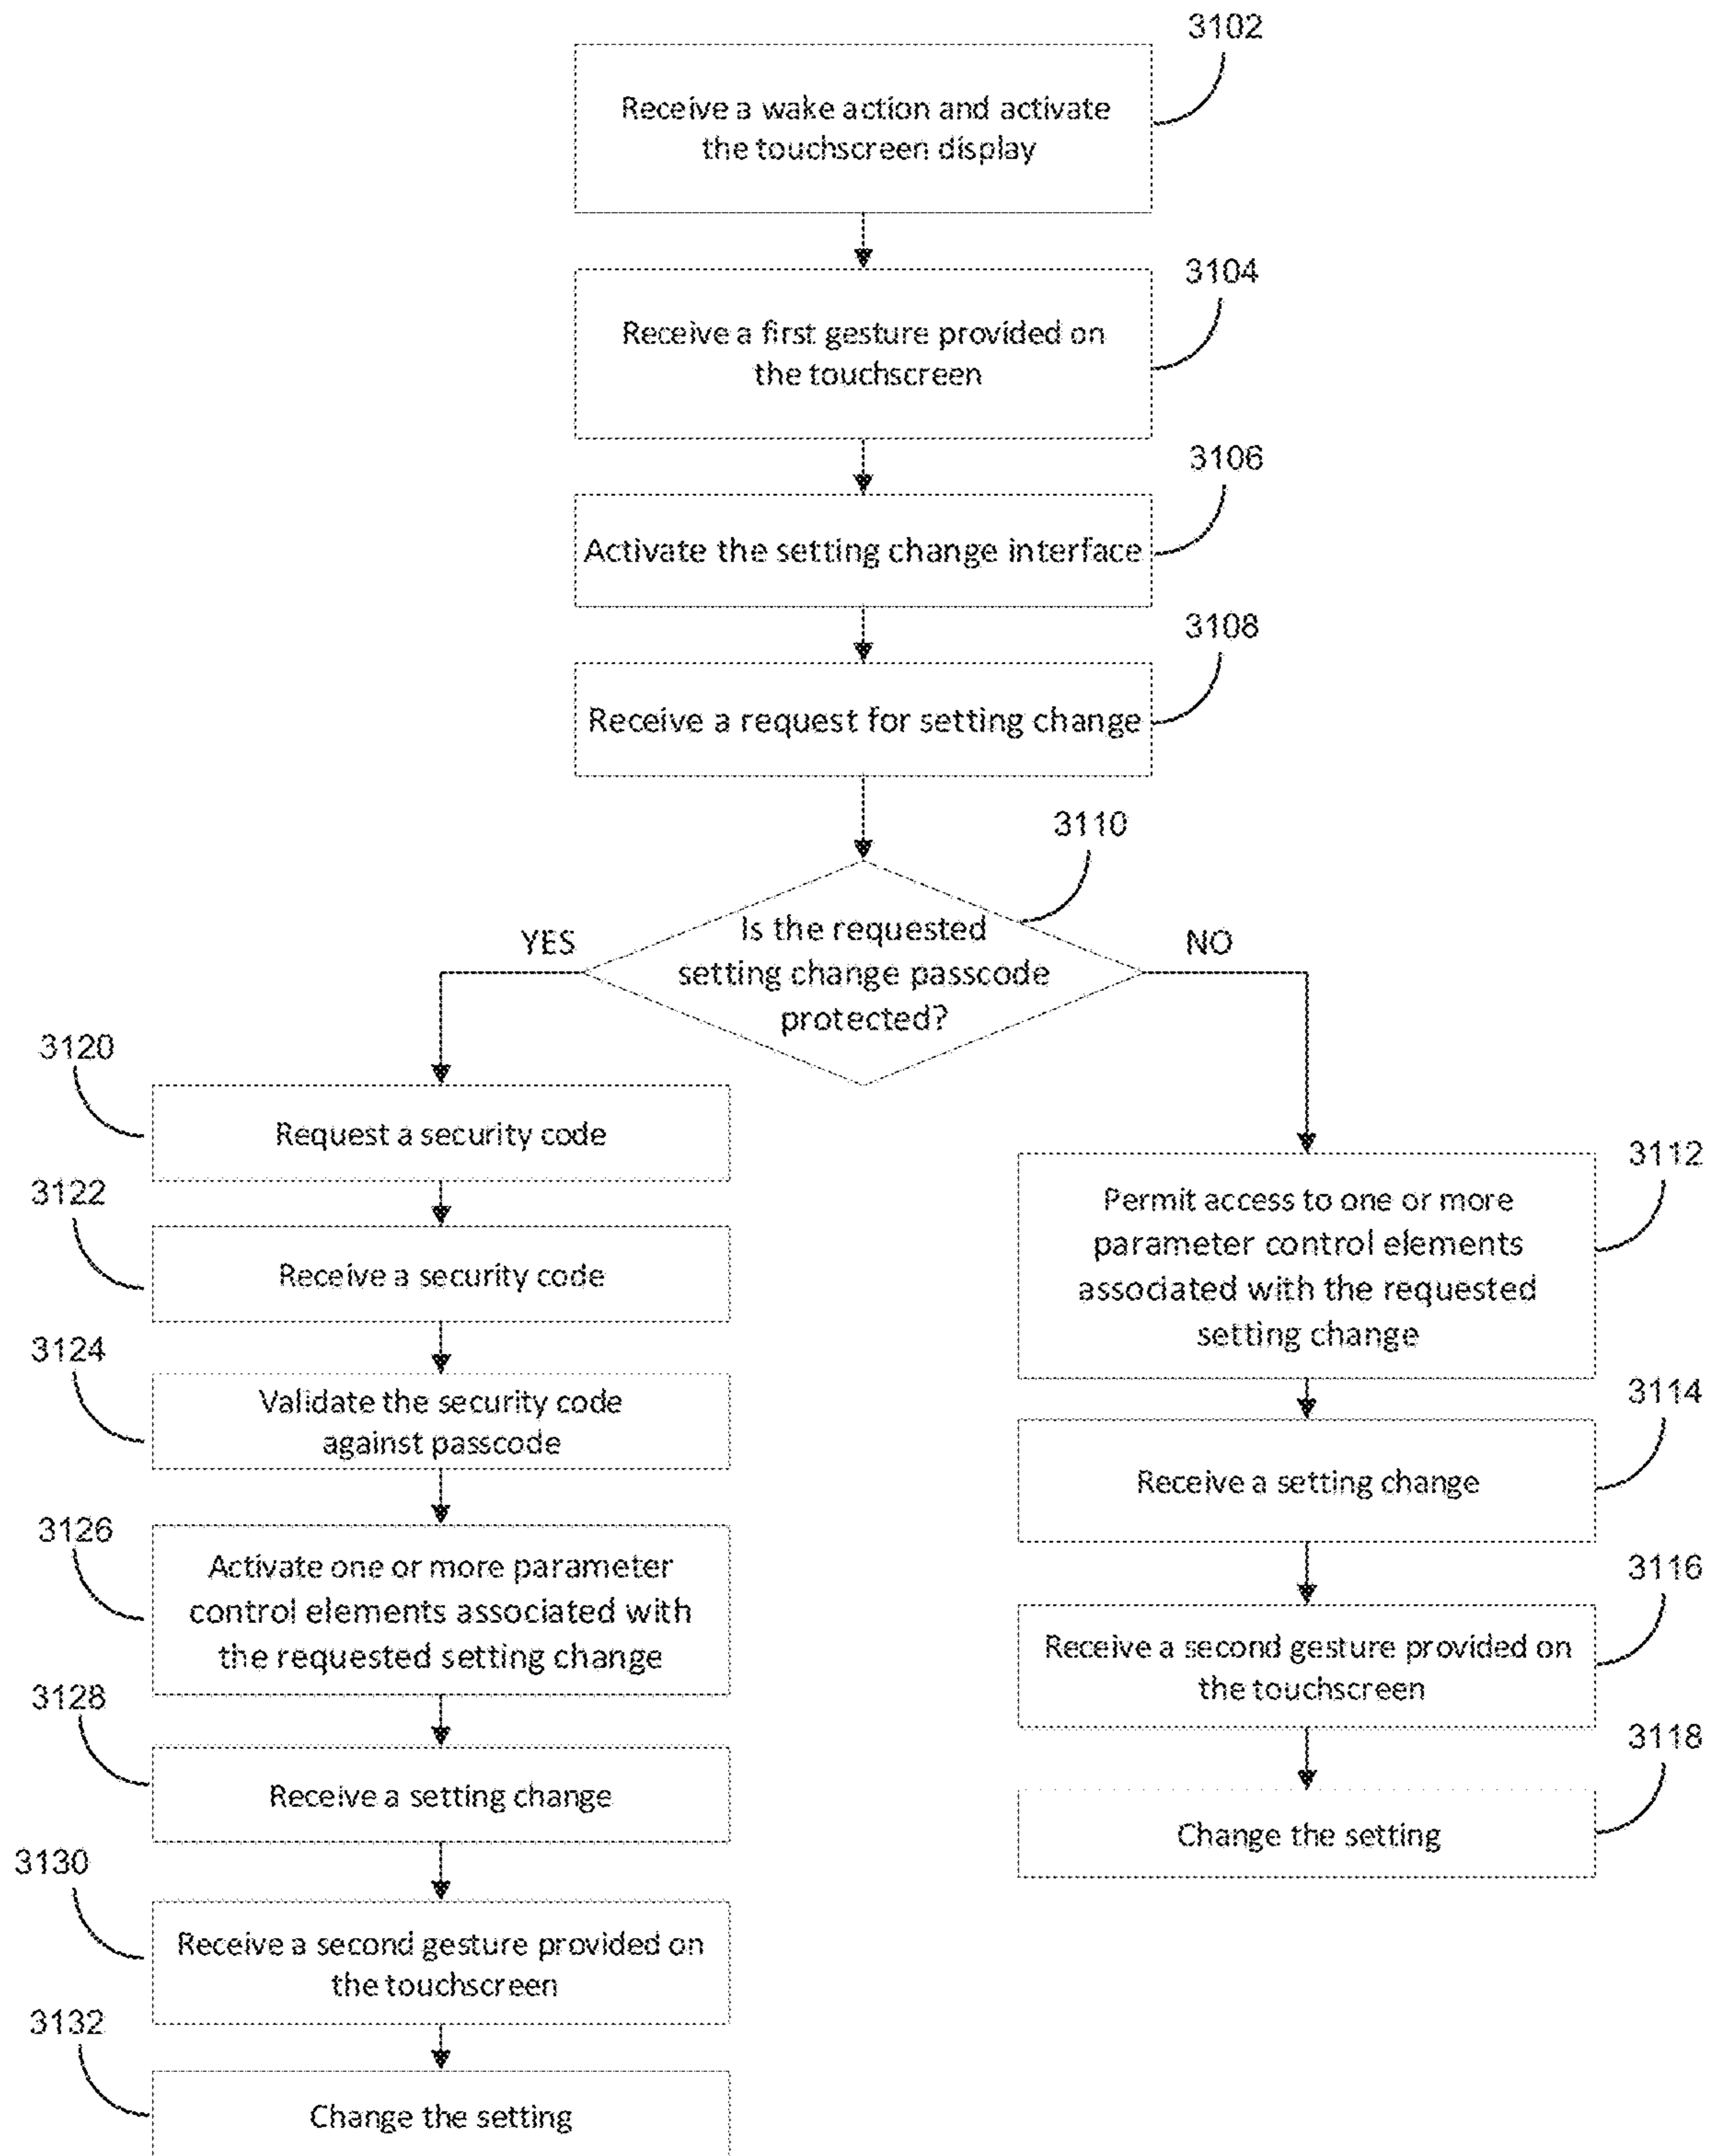 3102
Receive a wake action and activate
the touchscreen display
3104
Receive a first gesture provided on
the touchscreen
3106
Activate the setting change interface
3108
Receive a request for setting change
3110
Is the requested
setting change passcode
protected?
YES
NO
3120
Request a security code
3122
Receive a security code
3124
Validate the security code
against passcode
3126
Activate one or more parameter
control elements associated with
the requested setting change
3128
Receive a setting change
3130
Receive a second gesture provided on
the touchscreen
3132
Change the setting
3112
Permit access to one or more
parameter control elements
associated with the requested
setting change
3114
Receive a setting change
3116
Receive a second gesture provided on
the touchscreen
3118
Change the setting